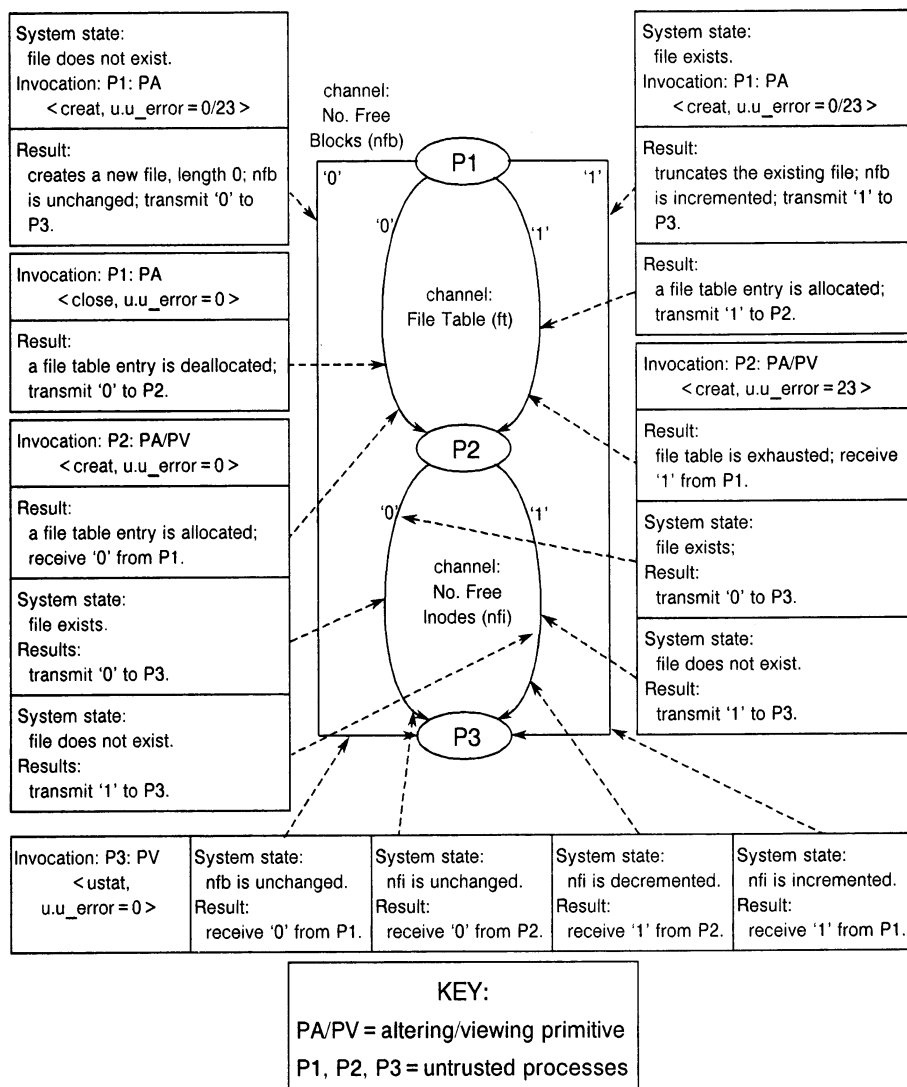 System state:
file does not exist.
Invocation: P1: PA
<creat, u.u_error=0/23>
Result:
creates a new file, length 0; nfb
is unchanged; transmit '0' to
P3.
Invocation: P1: PA
<close, u.u_error=0>
Result:
a file table entry is deallocated;
transmit '0' to P2.
Invocation: P2: PA/PV
<creat, u.u_error=0>
Result:
a file table entry is allocated;
receive '0' from P1.
System state:
file exists.
Results:
transmit '0' to P3.
System state:
file does not exist.
Results:
transmit '1' to P3.
channel:
No. Free
Blocks (nfb)
P1
'0'
'1'
'0'
'1'
channel:
File Table (ft)
P2
'0'
'1'
channel:
No. Free
Inodes (nfi)
P3
System state:
file exists.
Invocation: P1: PA
<creat, u.u_error=0/23>
Result:
truncates the existing file; nfb
is incremented; transmit '1' to
P3.
Result:
a file table entry is allocated;
transmit '1' to P2.
Invocation: P2: PA/PV
<creat, u.u_error=23>
Result:
file table is exhausted; receive
'1' from P1.
System state:
file exists;
Result:
transmit '0' to P3.
System state:
file does not exist.
Result:
transmit '1' to P3.
Invocation: P3: PV
<ustat,
u.u_error=0>
System state:
nfb is unchanged.
Result:
receive '0' from P1.
System state:
nfi is unchanged.
Result:
receive '0' from P2.
System state:
nfi is decremented.
Result:
receive '1' from P2.
System state:
nfi is incremented.
Result:
receive '1' from P1.
KEY:
PA/PV = altering/viewing primitive
P1, P2, P3 = untrusted processes